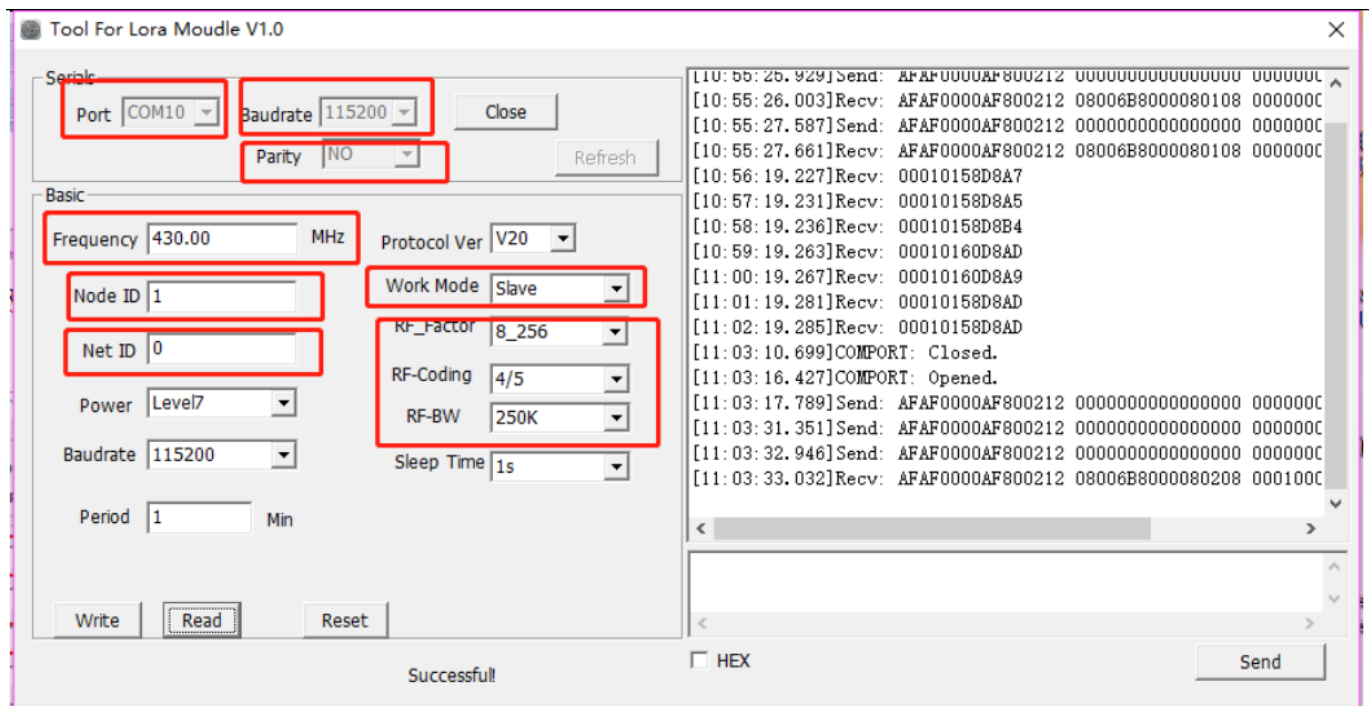 Tool For Lora Moudle V1.0
Serials
Port COM10
Baudrate 115200
Close
Parity NO
Refresh
Basic
Frequency 430.00 MHz
Protocol Ver V20
Node ID 1
Work Mode Slave
Net ID 0
RF_Factor 8_256
RF-Coding 4/5
Power Level7
RF-BW 250K
Baudrate 115200
Sleep Time 1s
Period 1 Min
Write
Read
Reset
Successful!
[10:55:25.929]Send: AFAF0000AF800212 0000000000000000 000000C
[10:55:26.003]Recv: AFAF0000AF800212 08006B8000080108 000000C
[10:55:27.587]Send: AFAF0000AF800212 0000000000000000 000000C
[10:55:27.661]Recv: AFAF0000AF800212 08006B8000080108 000000C
[10:56:19.227]Recv: 00010158D8A7
[10:57:19.231]Recv: 00010158D8A5
[10:58:19.236]Recv: 00010158D8B4
[10:59:19.263]Recv: 00010160D8AD
[11:00:19.267]Recv: 00010160D8A9
[11:01:19.281]Recv: 00010158D8AD
[11:02:19.285]Recv: 00010158D8AD
[11:03:10.699]COMPORT: Closed.
[11:03:16.427]COMPORT: Opened.
[11:03:17.789]Send: AFAF0000AF800212 0000000000000000 000000C
[11:03:31.351]Send: AFAF0000AF800212 0000000000000000 000000C
[11:03:32.946]Send: AFAF0000AF800212 0000000000000000 000000C
[11:03:33.032]Recv: AFAF0000AF800212 08006B8000080208 000100C
HEX
Send